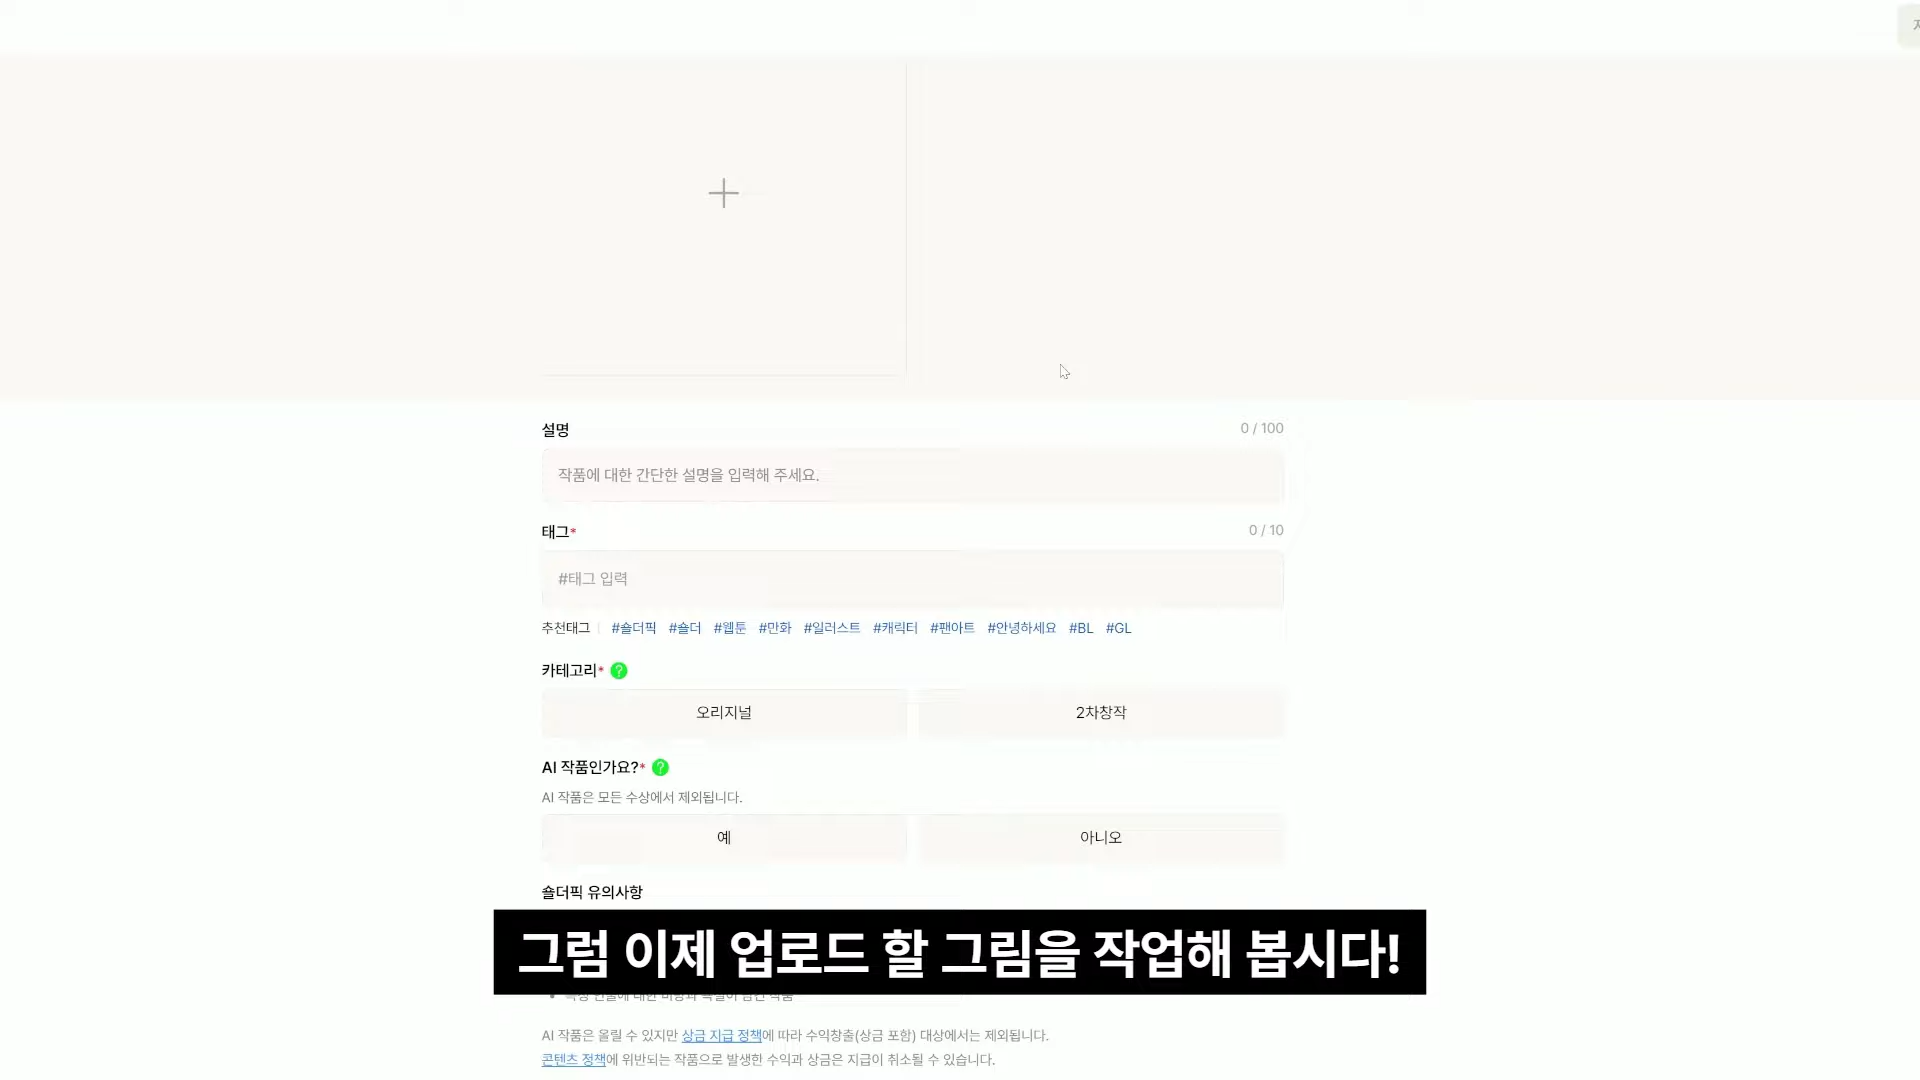 설명
0 / 100
작품에 대한 간단한 설명을 입력해 주세요.
태그*
0 / 10
#태그 입력
추천태그 | #숄더픽 #숄더 #웹툰 #만화 #일러스트 #캐릭터 #팬아트 #안녕하세요 #BL #GL
카테고리* ?
오리지널
2차창작
AI 작품인가요?* ?
AI 작품은 모든 수상에서 제외됩니다.
예
아니오
숄더픽 유의사항
그럼 이제 업로드 할 그림을 작업해 봅시다!
AI 작품은 올릴 수 있지만 상금 지급 정책에 따라 수익창출(상금 포함) 대상에서는 제외됩니다.
콘텐츠 정책에 위반되는 작품으로 발생한 수익과 상금은 지급이 취소될 수 있습니다.